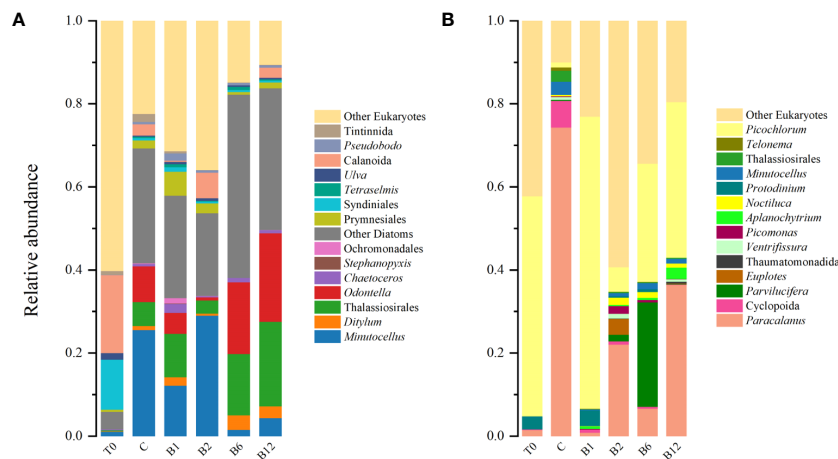 A
Relative abundance
1.0
0.8
0.6
0.4
0.2
0.0
T0
C
B1
B2
B6
B12
Other Eukaryotes
Tintinnida
Pseudobodo
Calanoida
Ulva
Tetraselmis
Syndiniales
Prymnesiales
Other Diatoms
Ochromonadales
Stephanopyxis
Chaetoceros
Odontella
Thalassiosirales
Ditylum
Minutocellus
B
1.0
0.8
0.6
0.4
0.2
0.0
T0
C
B1
B2
B6
B12
Other Eukaryotes
Picochlorum
Telonema
Thalassiosirales
Minutocellus
Protodinium
Noctiluca
Aplanochytrium
Picomonas
Ventrifissura
Thaumatomonadida
Euplotes
Parvilucifera
Cyclopoida
Paracalanus